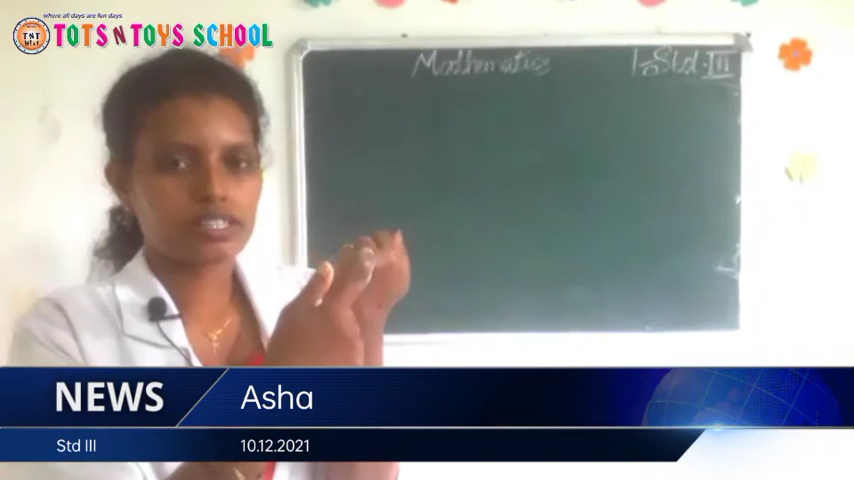 where all days are fun days
TOTS N TOYS SCHOOL
TNT
Mathematics
Std.III
NEWS Asha
Std III 10.12.2021